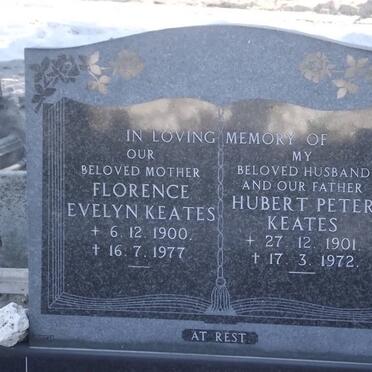 IN LOVING MEMORY OF
OUR
BELOVED MOTHER
FLORENCE
EVELYN KEATES
+ 6. 12. 1900.
† 16. 7. 1977
MY
BELOVED HUSBAND
AND OUR FATHER
HUBERT PETER
KEATES
+ 27. 12. 1901.
† 17. 3. 1972.
AT REST